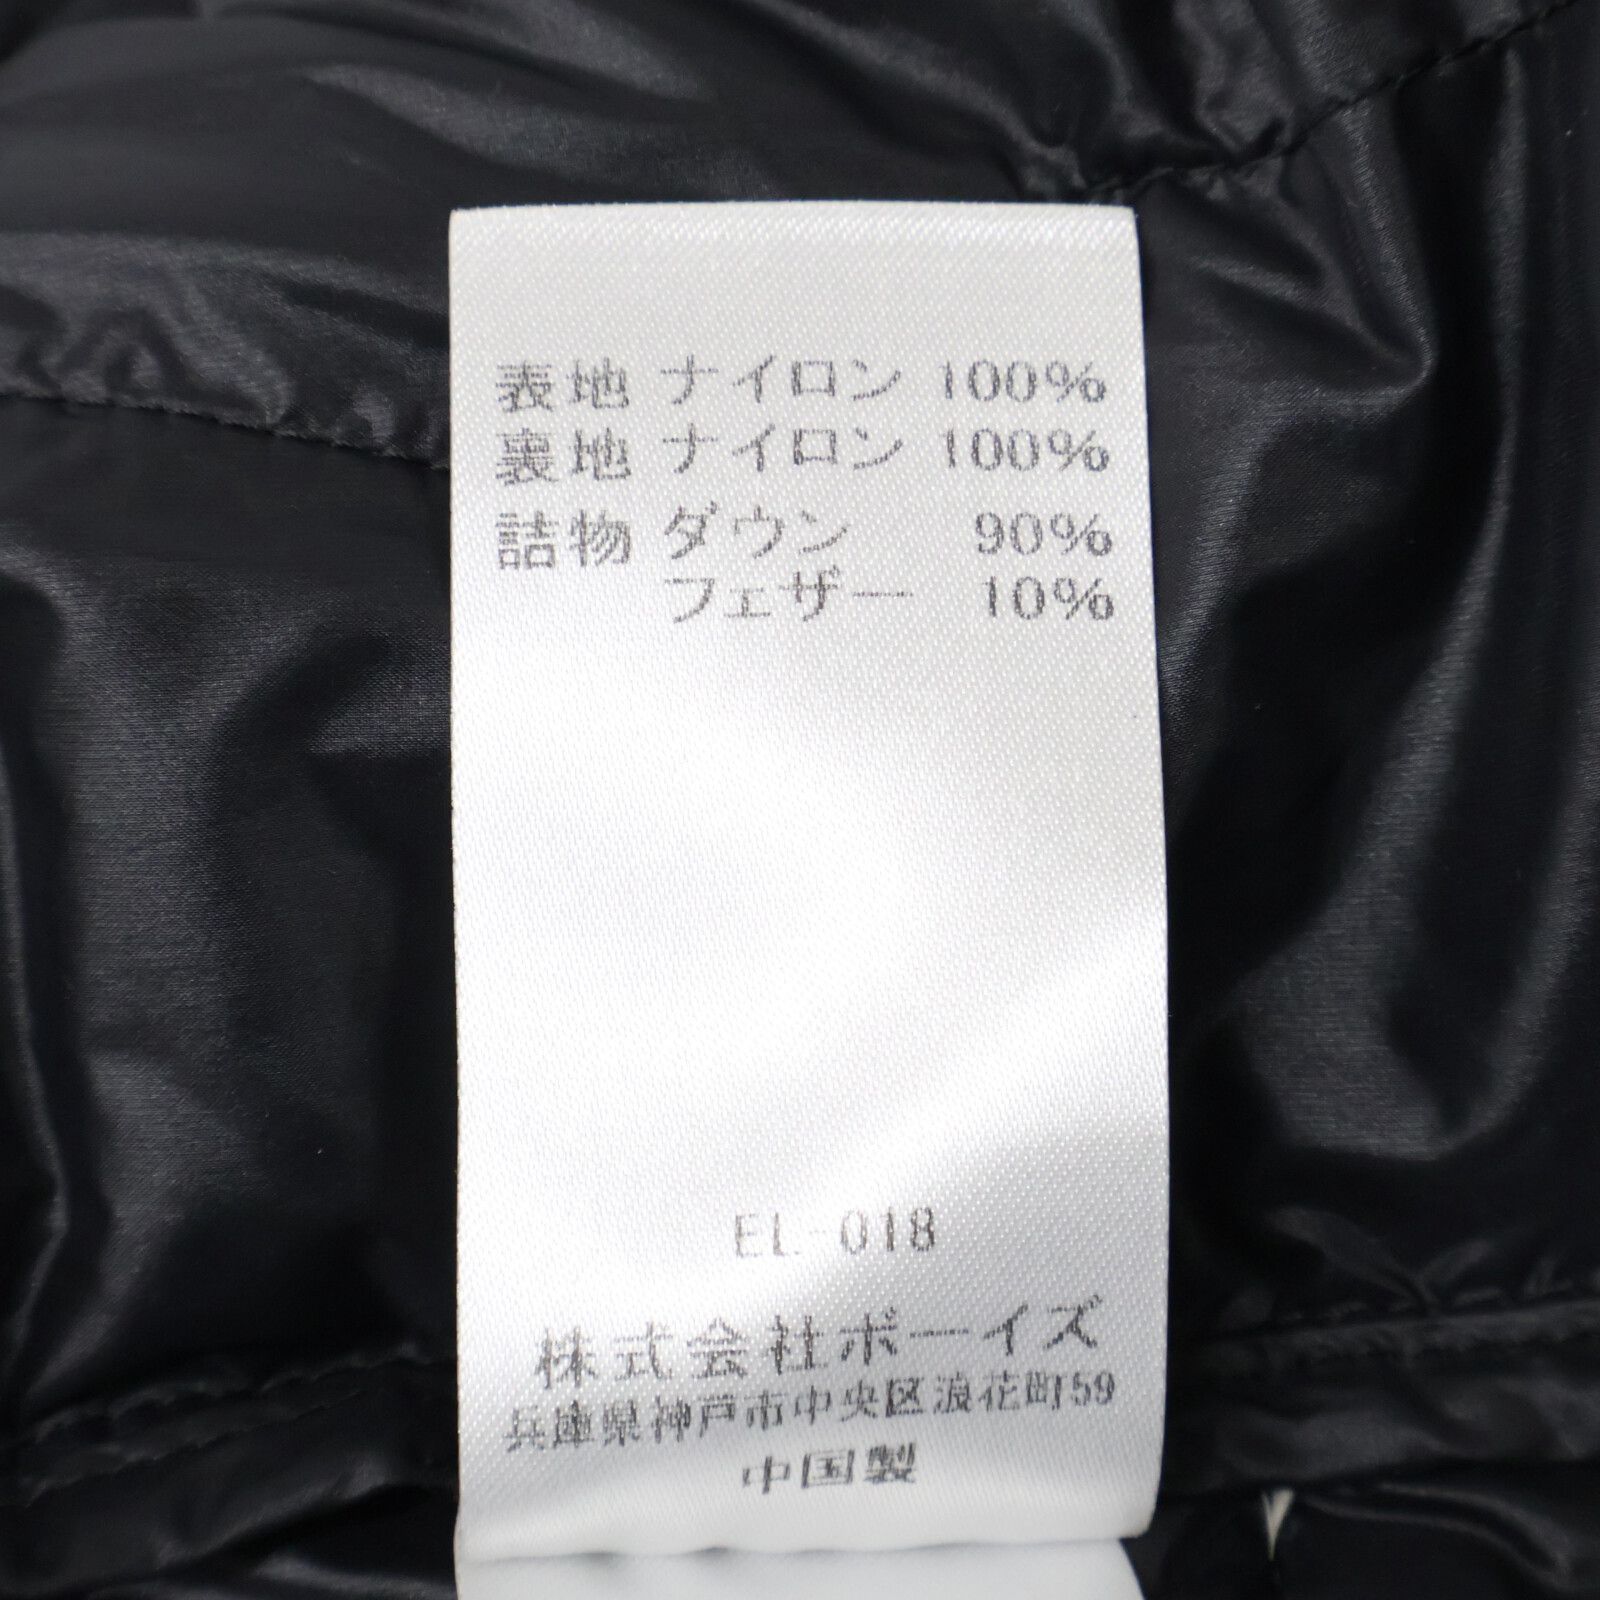 表地 ナイロン 100%
裏地 ナイロン 100%
詰物 ダウン 90%
フェザー 10%
EL-018
株式会社ボーイズ
兵庫県神戸市中央区浪花町59
中国製